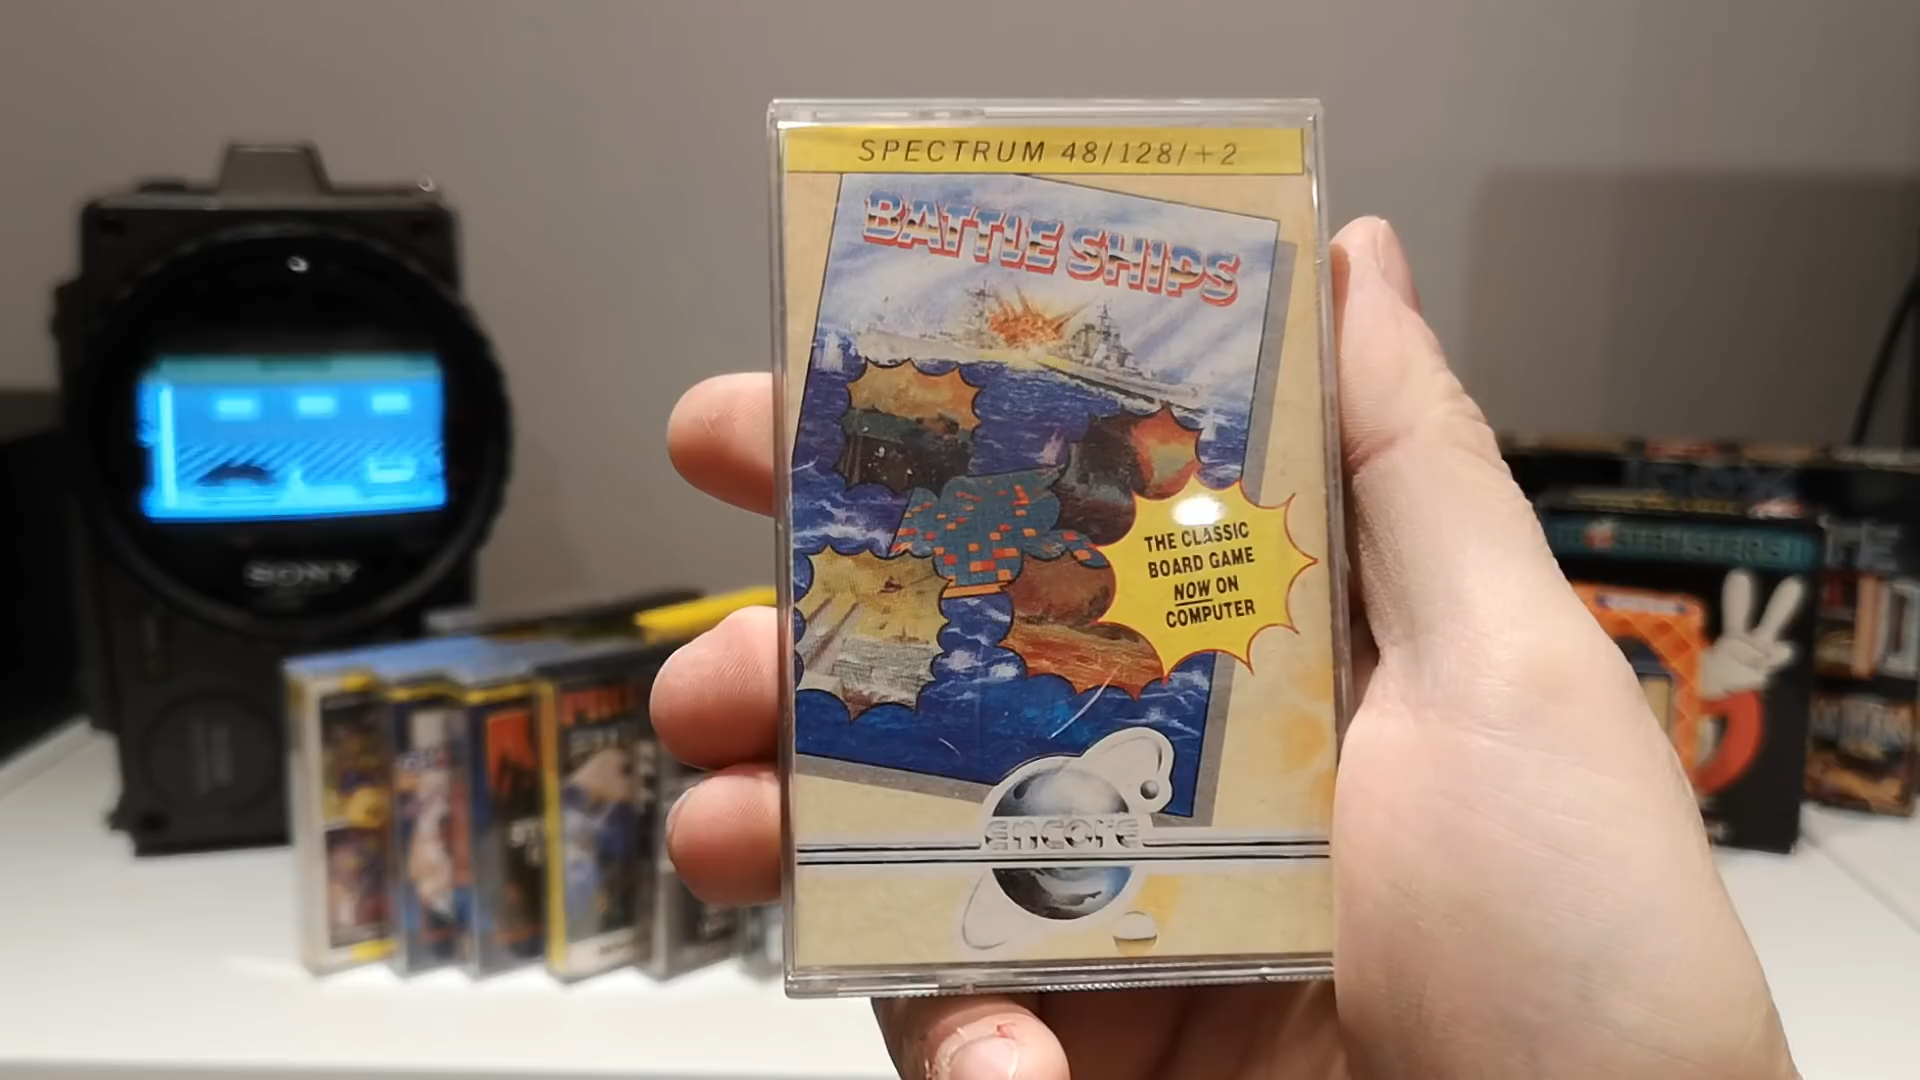 SPECTRUM 48/128/+2
BATTLE SHIPS
THE CLASSIC
BOARD GAME
NOW ON
COMPUTER
encore
SONY